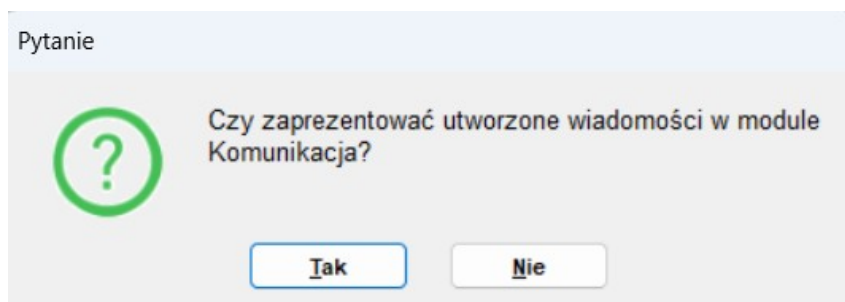 Pytanie
Czy zaprezentować utworzone wiadomości w module
Komunikacja?
Tak
Nie